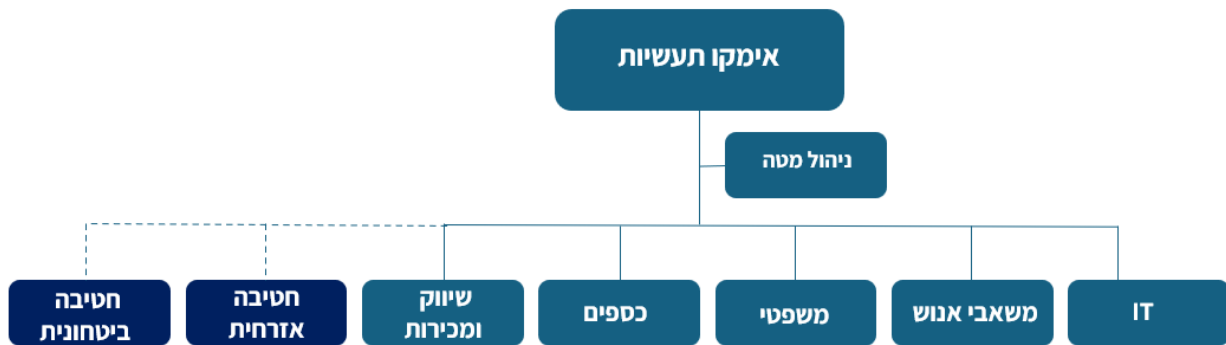 אימקו תעשיות
ניהול מטה
IT
משאבי אנוש
משפטי
כספים
שיווק
ומכירות
חטיבה
אזרחית
חטיבה
ביטחונית